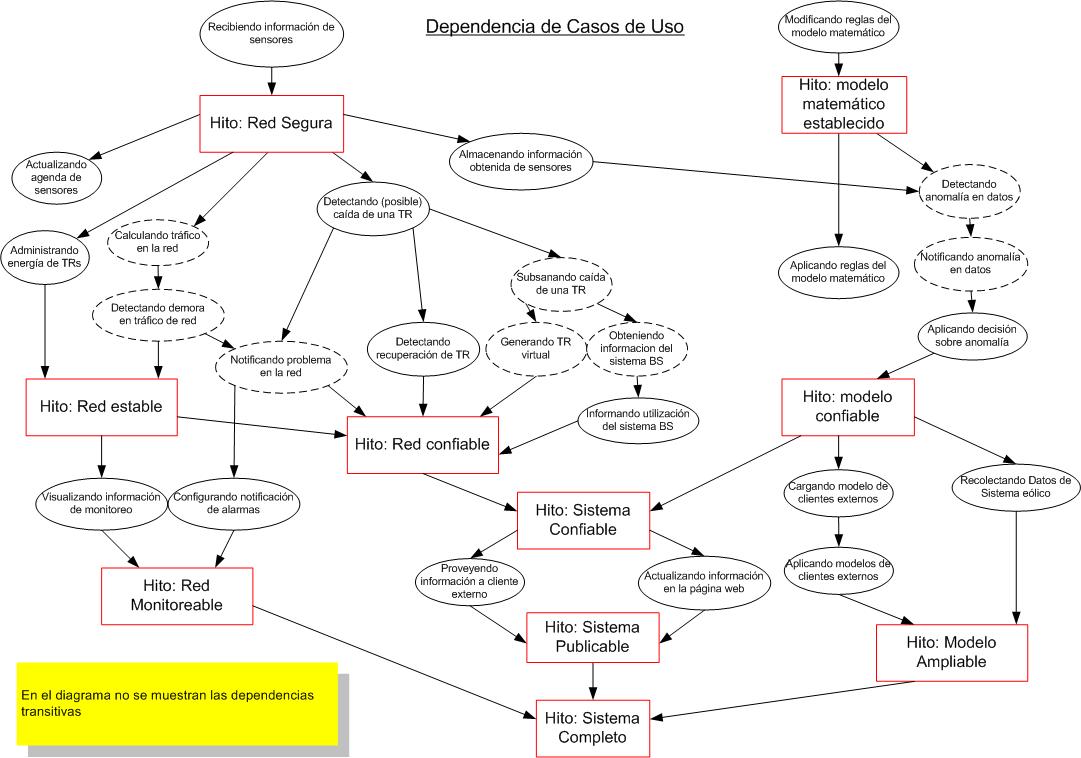 Dependencia de Casos de Uso
Recibiendo información de
sensores
Modificando reglas del
modelo matemático
Hito: Red Segura
Hito: modelo
matemático
establecido
Actualizando
agenda de
sensores
Almacenando información
obtenida de sensores
Detectando
anomalía en datos
Detectando (posible)
caída de una TR
Calculando tráfico
en la red
Administrando
energía de TRs
Notificando anomalía
en datos
Aplicando reglas del
modelo matemático
Subsanando caída
de una TR
Detectando demora
en tráfico de red
Aplicando decisión
sobre anomalía
Notificando problema
en la red
Detectando
recuperación de TR
Generando TR
virtual
Obteniendo
informacion del
sistema BS
Hito: Red estable
Hito: modelo
confiable
Informando utilización
del sistema BS
Hito: Red confiable
Visualizando información
de monitoreo
Configurando notificación
de alarmas
Cargando modelo de
clientes externos
Recolectando Datos de
Sistema eólico
Hito: Sistema
Confiable
Hito: Red
Monitoreable
Proveyendo
información a cliente
externo
Actualizando información
en la página web
Aplicando modelos de
clientes externos
Hito: Sistema
Publicable
Hito: Modelo
Ampliable
En el diagrama no se muestran las dependencias
transitivas
Hito: Sistema
Completo